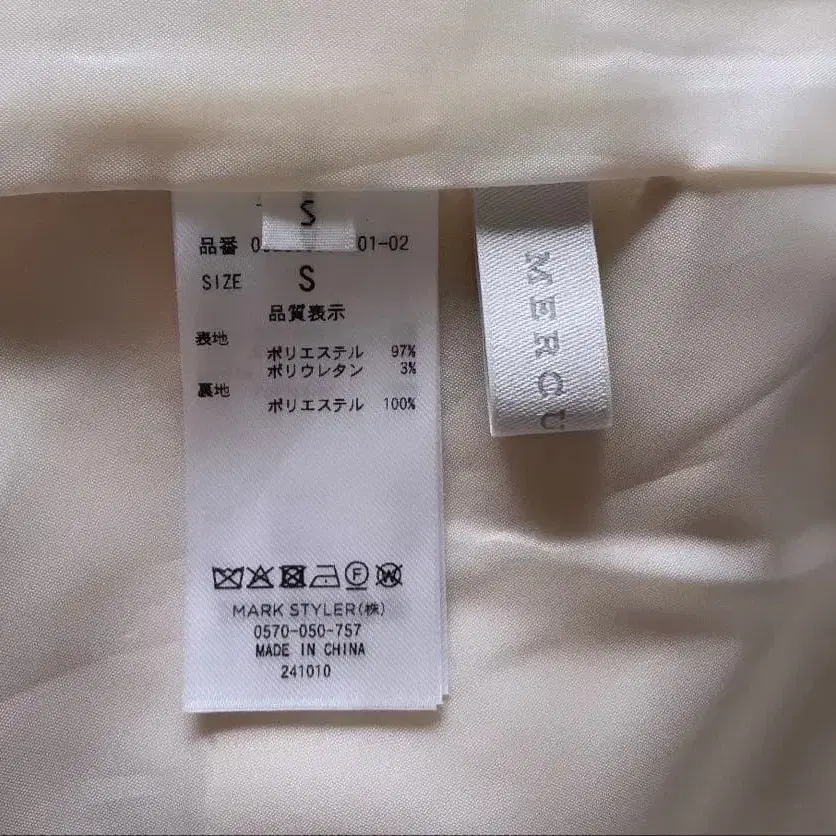 S
品番 01-02
SIZE S
品質表示
表地
ポリエステル 97%
ポリウレタン 3%
裏地
ポリエステル 100%
F W
MARK STYLER(株)
0570-050-757
MADE IN CHINA
241010
MERCU